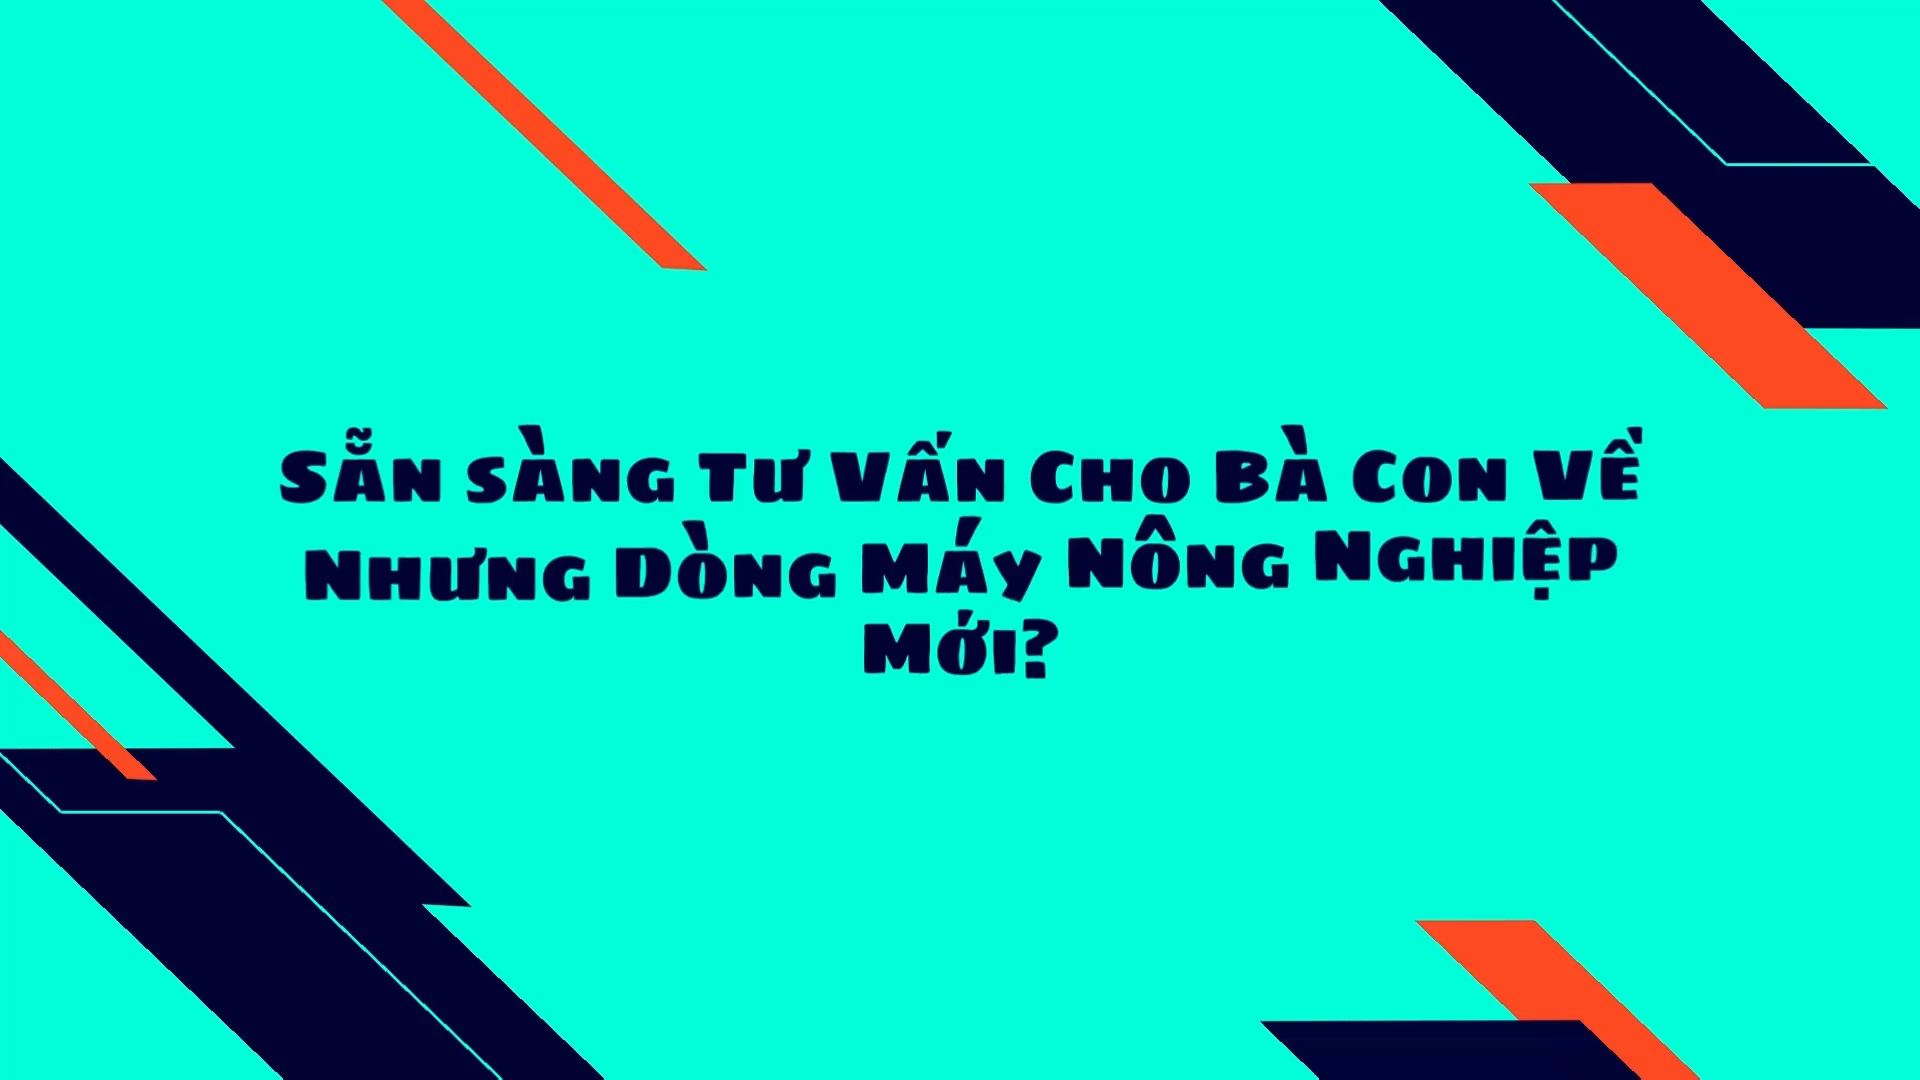 Sẵn sàng Tư Vấn Cho Bà Con Về
Nhưng Dòng Máy Nông Nghiệp
Mới?